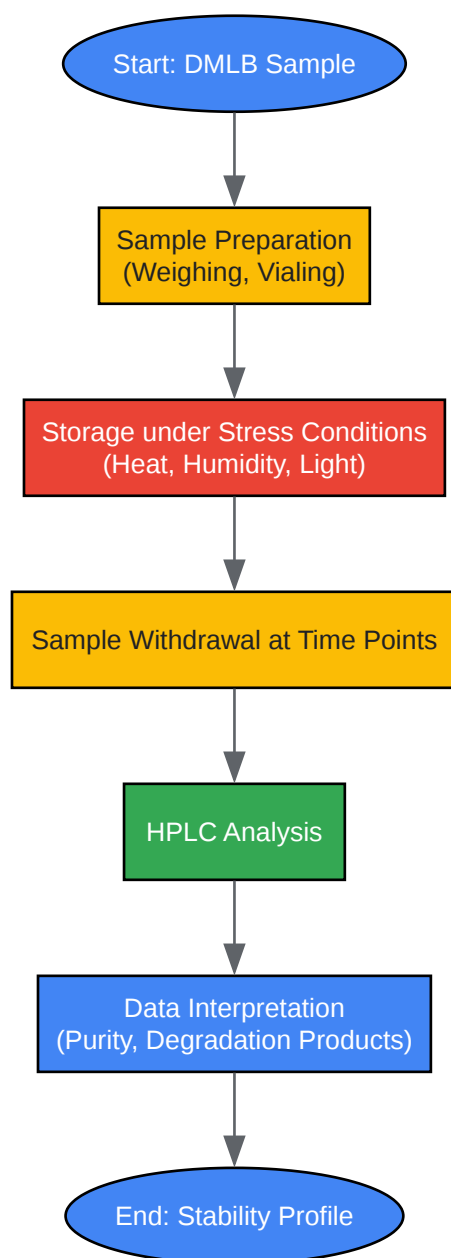 Start: DMLB Sample
Sample Preparation
(Weighing, Vialing)
Storage under Stress Conditions
(Heat, Humidity, Light)
Sample Withdrawal at Time Points
HPLC Analysis
Data Interpretation
(Purity, Degradation Products)
End: Stability Profile